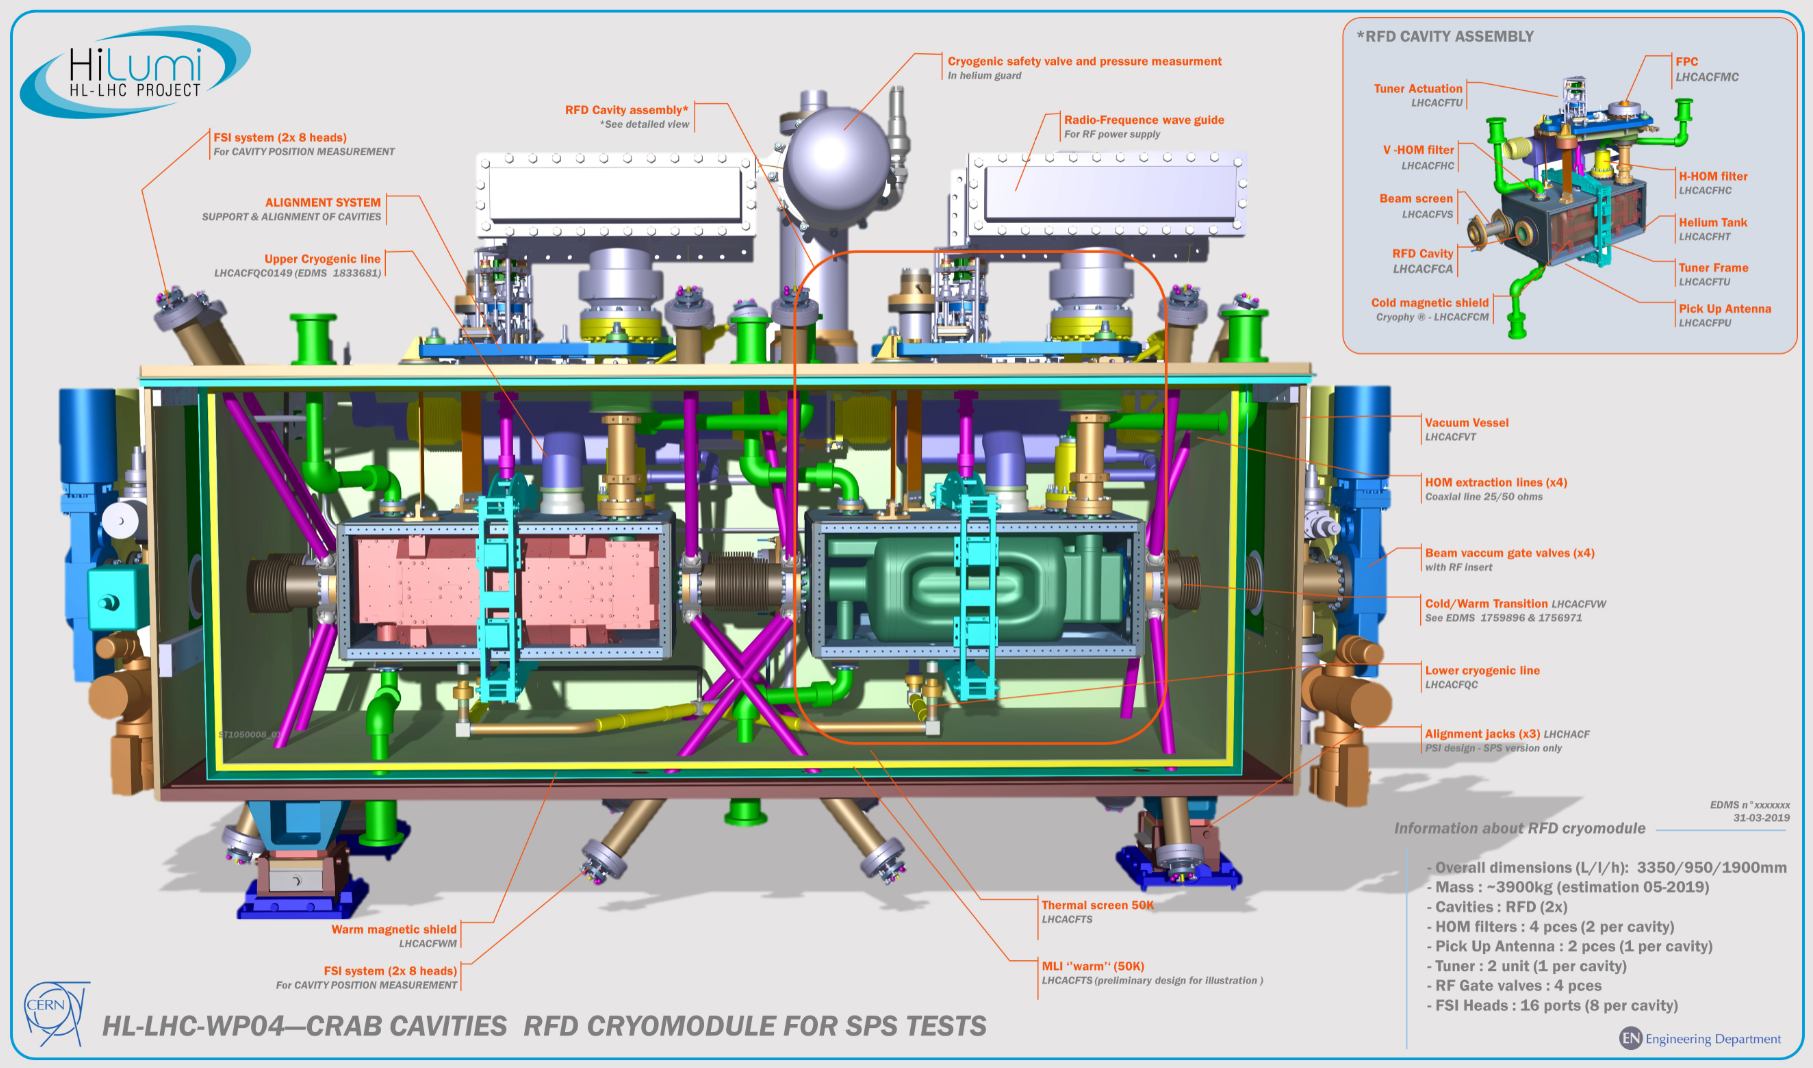 HiLumi
HL-LHC PROJECT
FSI system (2x 8 heads)
For CAVITY POSITION MEASUREMENT
ALIGNMENT SYSTEM
SUPPORT & ALIGNMENT OF CAVITIES
Upper Cryogenic line
LHCACFQC0149 (EDMS 1833681)
RFD Cavity assembly*
*See detailed view
Cryogenic safety valve and pressure measurment
In helium guard
Radio-Frequence wave guide
For RF power supply
*RFD CAVITY ASSEMBLY
FPC
LHCACFMC
Tuner Actuation
LHCACFTU
V -HOM filter
LHCACFHC
H-HOM filter
LHCACFHC
Beam screen
LHCACFVS
Helium Tank
LHCACFHT
RFD Cavity
LHCACFCA
Tuner Frame
LHCACFTU
Cold magnetic shield
Cryophy ® - LHCACFCM
Pick Up Antenna
LHCACFPU
Vacuum Vessel
LHCACFVT
HOM extraction lines (x4)
Coaxial line 25/50 ohms
Beam vaccum gate valves (x4)
with RF insert
Cold/Warm Transition LHCACFVW
See EDMS 1759896 & 1756971
Lower cryogenic line
LHCACFQC
Alignment jacks (x3) LHCHACF
PSI design - SPS version only
Warm magnetic shield
LHCACFWM
FSI system (2x 8 heads)
For CAVITY POSITION MEASUREMENT
Thermal screen 50K
LHCACFTS
MLI ‘’warm’‘ (50K)
LHCACFTS (preliminary design for illustration )
EDMS n°xxxxxxx
31-03-2019
Information about RFD cryomodule
- Overall dimensions (L/l/h): 3350/950/1900mm
- Mass : ~3900kg (estimation 05-2019)
- Cavities : RFD (2x)
- HOM filters : 4 pces (2 per cavity)
- Pick Up Antenna : 2 pces (1 per cavity)
- Tuner : 2 unit (1 per cavity)
- RF Gate valves : 4 pces
- FSI Heads : 16 ports (8 per cavity)
CERN
HL-LHC-WP04—CRAB CAVITIES RFD CRYOMODULE FOR SPS TESTS
EN Engineering Department